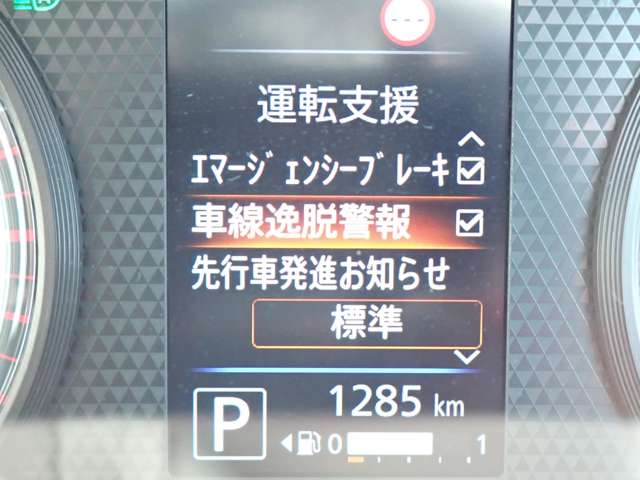 ---
運転支援
ｴﾏｰｼﾞｪﾝｼｰﾌﾞﾚｰｷ
車線逸脱警報
先行車発進お知らせ
標準
P
1285 km
0 1